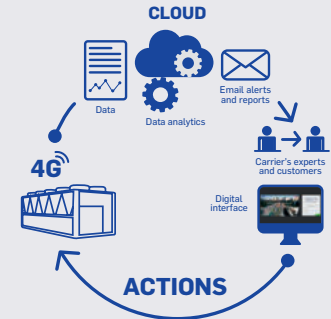 CLOUD
Data
Data analytics
Email alerts
and reports
4G
Carrier's experts
and customers
Digital
interface
ACTIONS